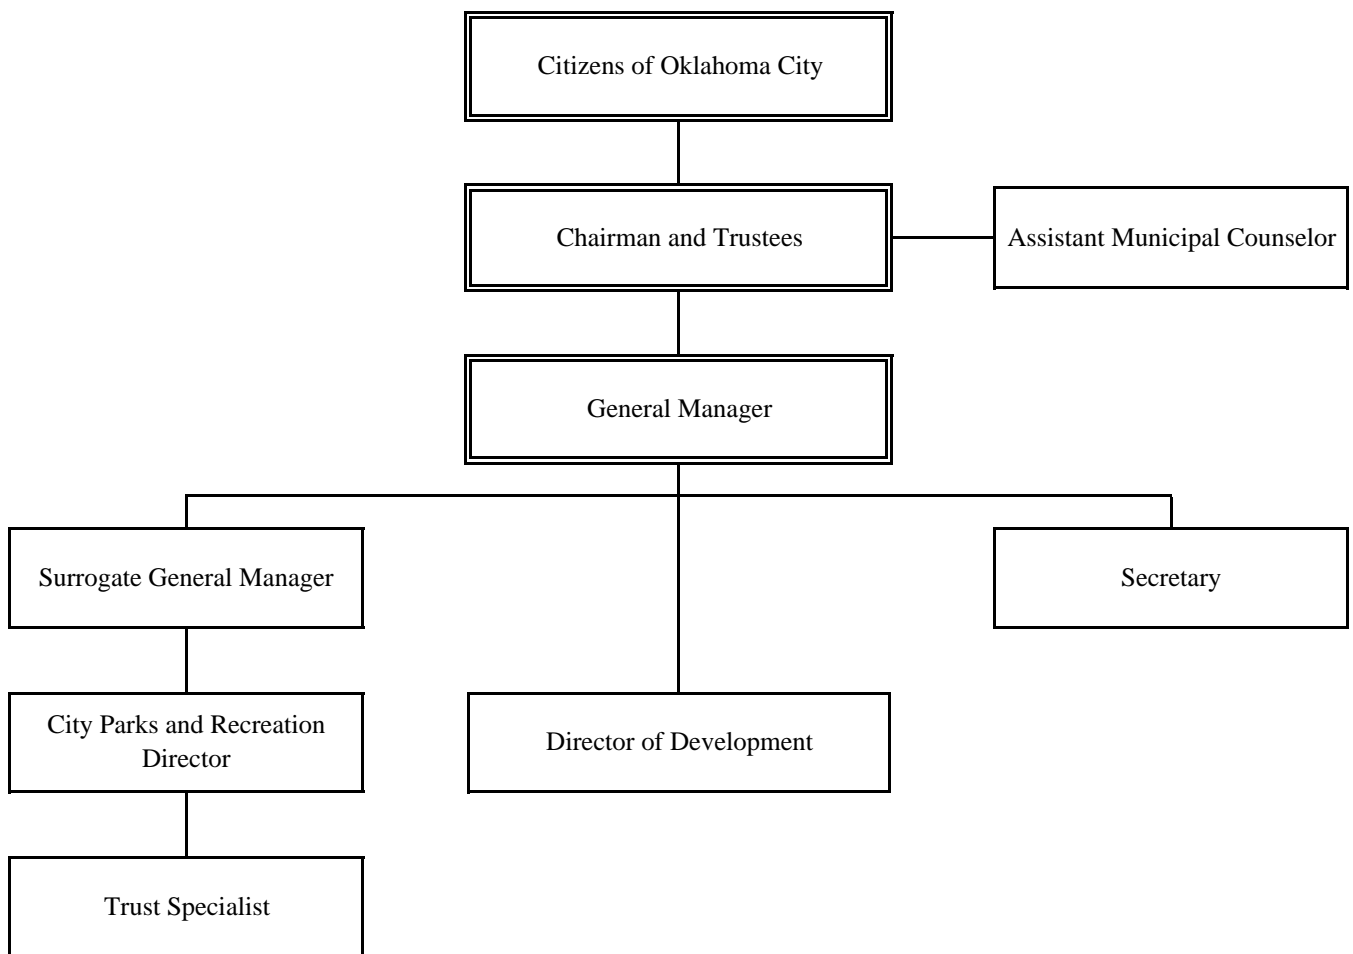 Citizens of Oklahoma City
Chairman and Trustees
Assistant Municipal Counselor
General Manager
Surrogate General Manager
Secretary
City Parks and Recreation
Director
Director of Development
Trust Specialist